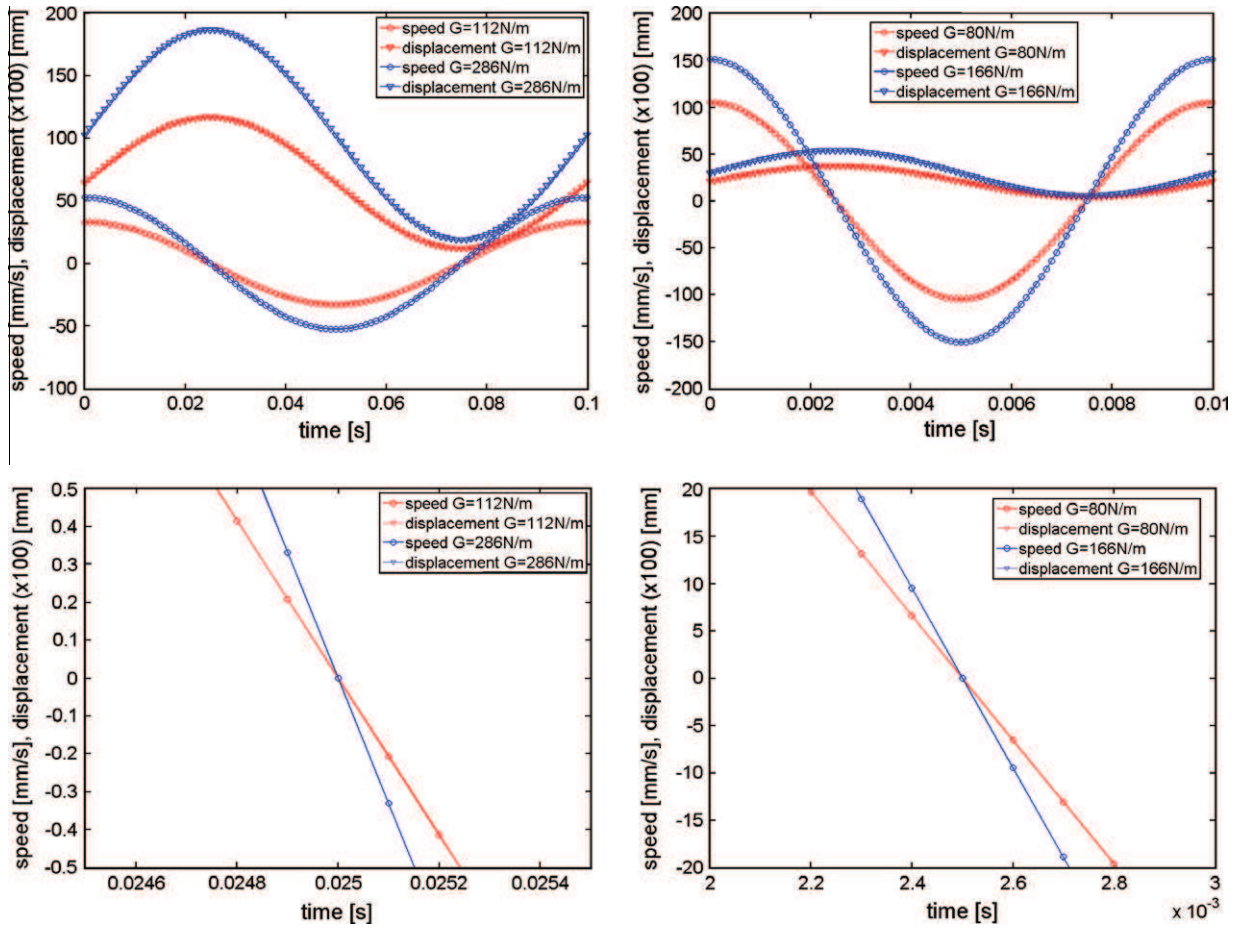 speed [mm/s], displacement (x100) [mm]
200
150
100
50
0
-50
-100
0
0.02
0.04
0.06
0.08
0.1
time [s]
speed G=112N/m
displacement G=112N/m
speed G=286N/m
displacement G=286N/m
speed [mm/s], displacement (x100) [mm]
200
150
100
50
0
-50
-100
-150
-200
0
0.002
0.004
0.006
0.008
0.01
time [s]
speed G=80N/m
displacement G=80N/m
speed G=166N/m
displacement G=166N/m
speed [mm/s], displacement (x100) [mm]
0.5
0.4
0.3
0.2
0.1
0
-0.1
-0.2
-0.3
-0.4
-0.5
0.0246
0.0248
0.025
0.0252
0.0254
time [s]
speed G=112N/m
displacement G=112N/m
speed G=286N/m
displacement G=286N/m
speed [mm/s], displacement (x100) [mm]
20
15
10
5
0
-5
-10
-15
-20
2
2.2
2.4
2.6
2.8
3
time [s]
x 10⁻³
speed G=80N/m
displacement G=80N/m
speed G=166N/m
displacement G=166N/m